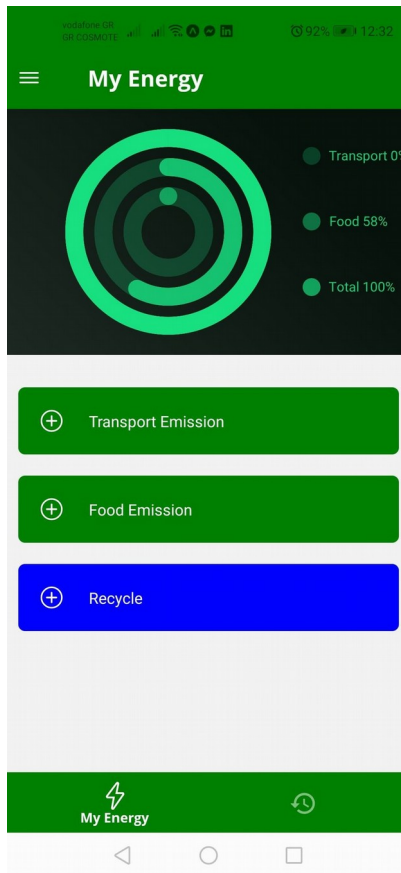 vodafone GR
GR COSMOTE
92% 12:32
My Energy
Transport 0%
Food 58%
Total 100%
Transport Emission
Food Emission
Recycle
My Energy